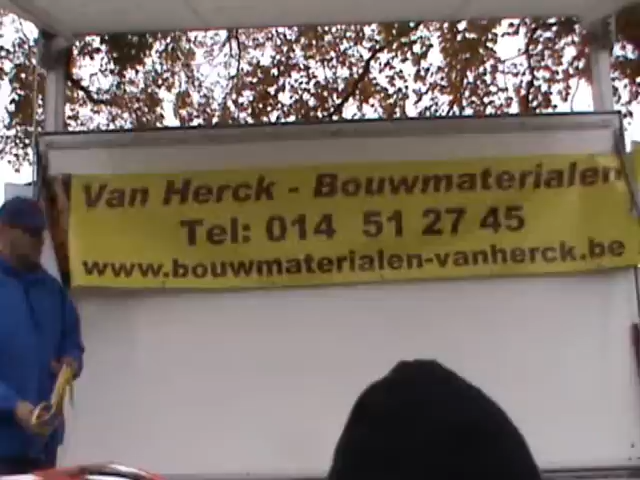 Van Herck - Bouwmaterialen
Tel: 014 51 27 45
www.bouwmaterialen-vanherck.be